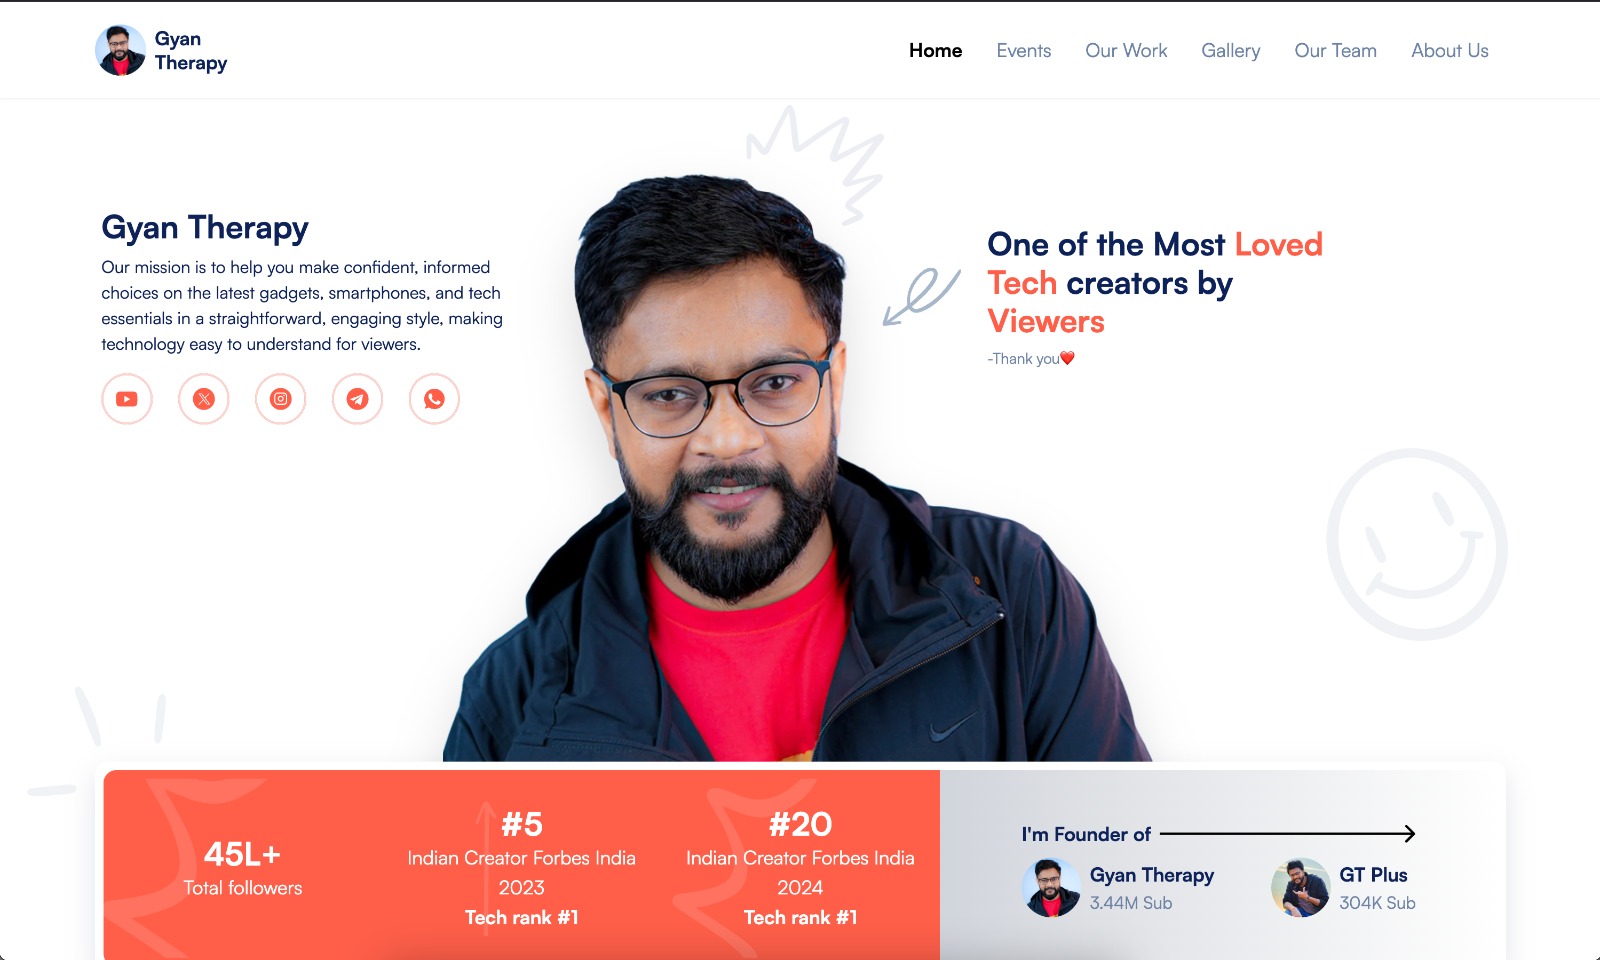 Gyan
Therapy
Home
Events
Our Work
Gallery
Our Team
About Us
Gyan Therapy
Our mission is to help you make confident, informed
choices on the latest gadgets, smartphones, and tech
essentials in a straightforward, engaging style, making
technology easy to understand for viewers.
One of the Most Loved
Tech creators by
Viewers
-Thank you❤️
45L+
Total followers
#5
Indian Creator Forbes India
2023
Tech rank #1
#20
Indian Creator Forbes India
2024
Tech rank #1
I'm Founder of
Gyan Therapy
3.44M Sub
GT Plus
304K Sub